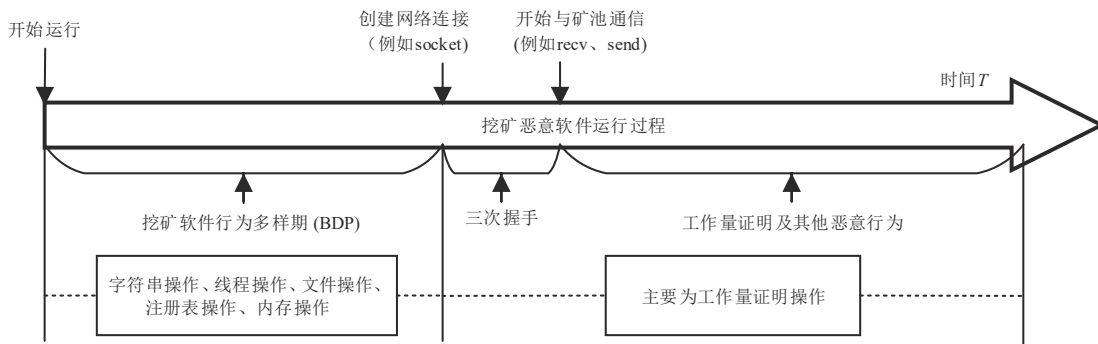 开始运行
创建网络连接
（例如socket)
开始与矿池通信
(例如recv、send)
时间T
挖矿恶意软件运行过程
挖矿软件行为多样期 (BDP)
三次握手
工作量证明及其他恶意行为
字符串操作、线程操作、文件操作、
注册表操作、内存操作
主要为工作量证明操作